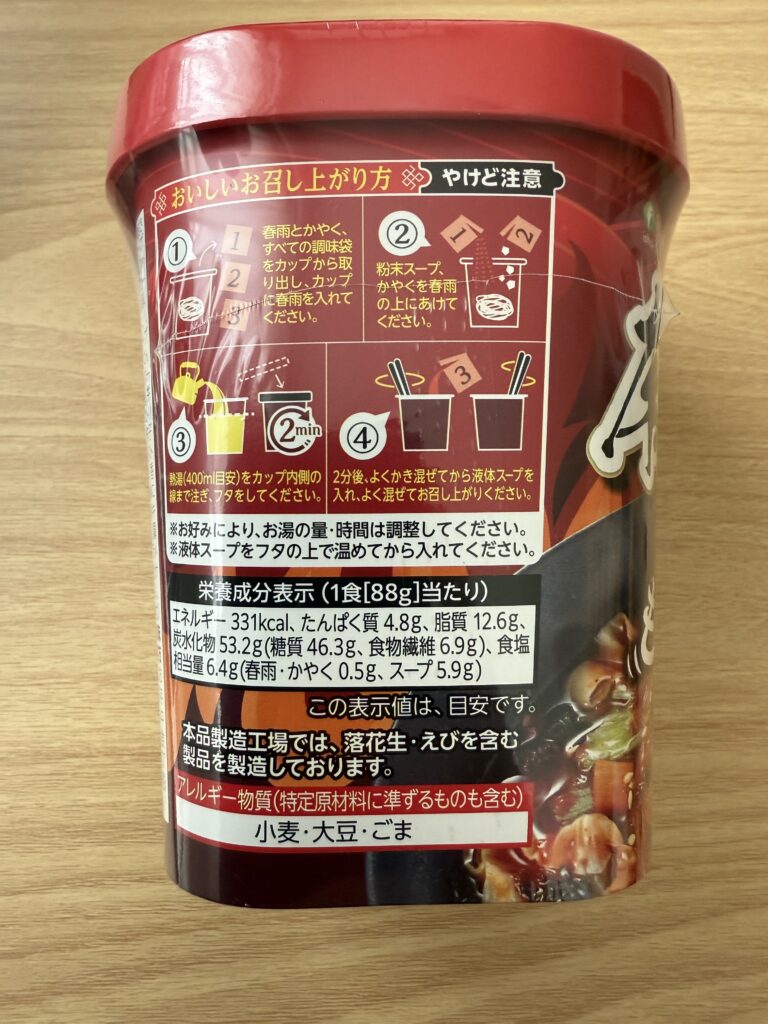 おいしいお召し上がり方
やけど注意
①
1
2
3
春雨とかやく、
すべての調味袋
をカップから取
り出し、カップ
に春雨を入れて
ください。
②
1
2
粉末スープ、
かやくを春雨
の上にあけて
ください。
③
2min
熱湯(400ml目安)をカップ内側の
線まで注ぎ、フタをしてください。
④
3
2分後、よくかき混ぜてから液体スープを
入れ、よく混ぜてお召し上がりください。
※お好みにより、お湯の量・時間は調整してください。
※液体スープをフタの上で温めてから入れてください。
栄養成分表示(1食[88g]当たり)
エネルギー 331kcal、たんぱく質 4.8g、脂質 12.6g、
炭水化物 53.2g(糖質 46.3g、食物繊維 6.9g)、食塩
相当量 6.4g(春雨・かやく 0.5g、スープ 5.9g)
この表示値は、目安です。
本品製造工場では、落花生・えびを含む
製品を製造しております。
アレルギー物質(特定原材料に準ずるものも含む)
小麦・大豆・ごま